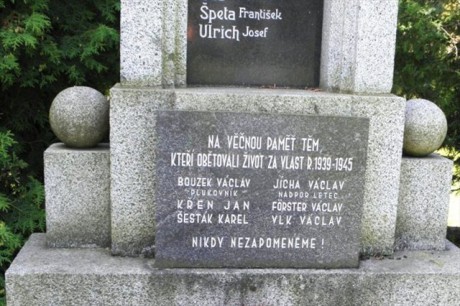 Špeta František
Ulrich Josef
NA VĚČNOU PAMĚŤ TĚM,
KTEŘÍ OBĚTOVALI ŽIVOT ZA VLAST R. 1939-1945
BOUZEK VÁCLAV JÍCHA VÁCLAV
PLUKOVNÍK NADPOR. LETEC.
KŘEN JAN FÖRSTER VÁCLAV
ŠESTÁK KAREL VLK VÁCLAV
NIKDY NEZAPOMENEME!